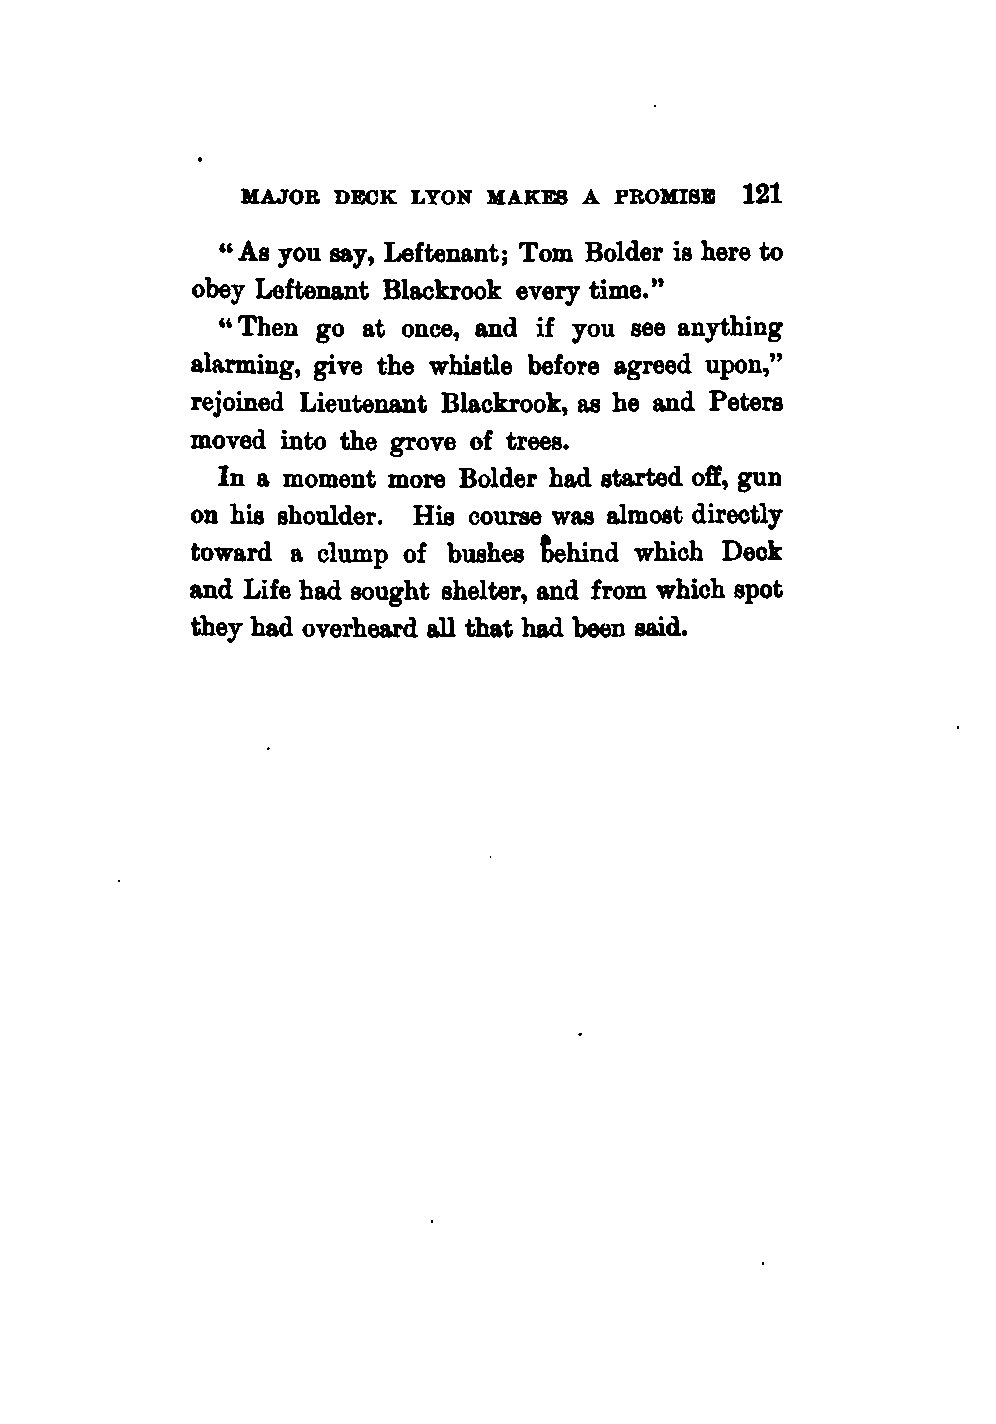 MAJOR DECK LYON MAKES A PROMISE 121
"As you say, Leftenant; Tom Bolder is here to
obey Leftenant Blackrook every time."
"Then go at once, and if you see anything
alarming, give the whistle before agreed upon,"
rejoined Lieutenant Blackrook, as he and Peters
moved into the grove of trees.
In a moment more Bolder had started off, gun
on his shoulder. His course was almost directly
toward a clump of bushes behind which Deck
and Life had sought shelter, and from which spot
they had overheard all that had been said.